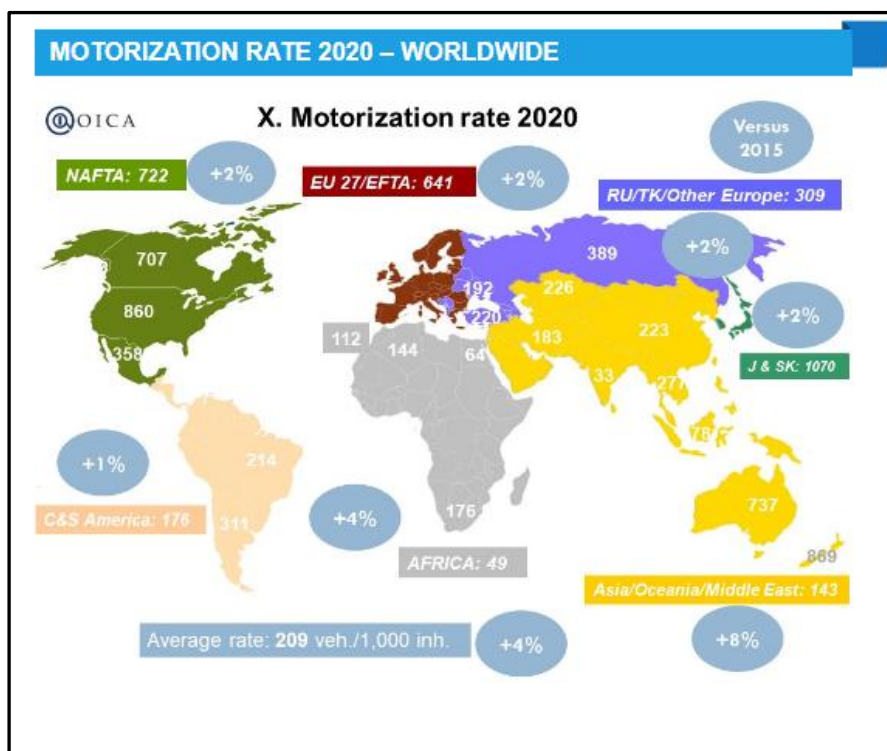 MOTORIZATION RATE 2020 – WORLDWIDE
OICA
X. Motorization rate 2020
Versus
2015
NAFTA: 722
+2%
EU 27/EFTA: 641
+2%
RU/TK/Other Europe: 309
+2%
707
389
860
192
226
220
358
112
144
64
183
223
+2%
J & SK: 1070
33
277
78
+1%
214
C&S America: 176
311
+4%
176
737
AFRICA: 49
869
Asia/Oceania/Middle East: 143
Average rate: 209 veh./1,000 inh.
+4%
+8%